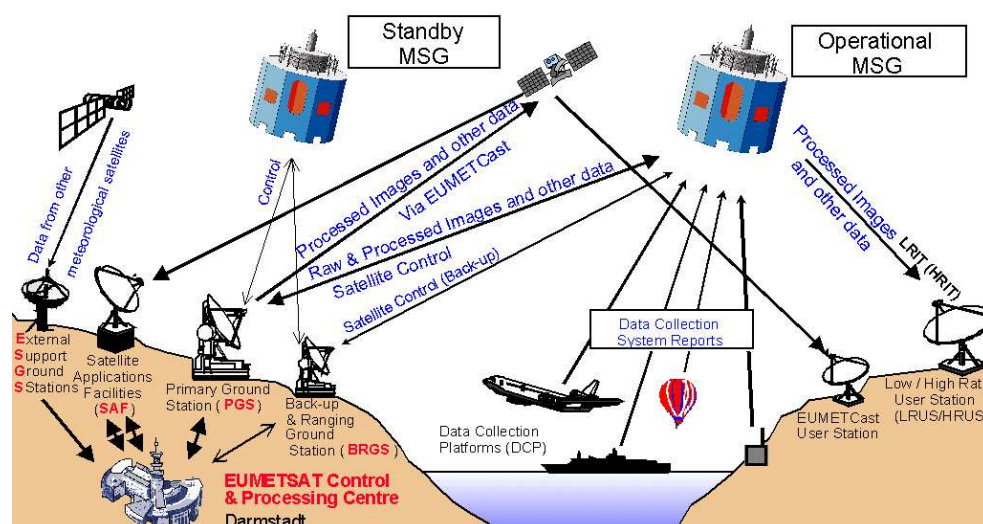 Standby
MSG
Operational
MSG
Data from other
meteorological satellites
Control
Processed Images and other data
Via EUMETCast
Raw & Processed Images and other data
Satellite Control
Satellite Control (Back-up)
Processed Images
and other data
LRIT (HRIT)
Data Collection
System Reports
External
Support
Ground
Stations
ESGS
Satellite
Applications
Facilities
(SAF)
Primary Ground
Station ( PGS)
Back-up
& Ranging
Ground
Station ( BRGS)
Data Collection
Platforms (DCP)
EUMETCast
User Station
Low / High Rat
User Station
(LRUS/HRUS)
EUMETSAT Control
& Processing Centre
Darmstadt